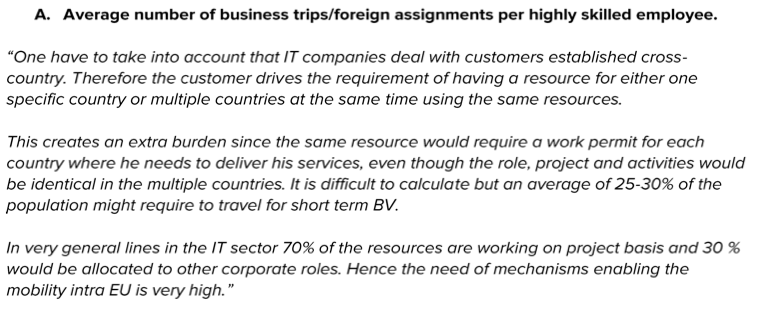 A. Average number of business trips/foreign assignments per highly skilled employee.
“One have to take into account that IT companies deal with customers established cross-
country. Therefore the customer drives the requirement of having a resource for either one
specific country or multiple countries at the same time using the same resources.
This creates an extra burden since the same resource would require a work permit for each
country where he needs to deliver his services, even though the role, project and activities would
be identical in the multiple countries. It is difficult to calculate but an average of 25-30% of the
population might require to travel for short term BV.
In very general lines in the IT sector 70% of the resources are working on project basis and 30 %
would be allocated to other corporate roles. Hence the need of mechanisms enabling the
mobility intra EU is very high.”